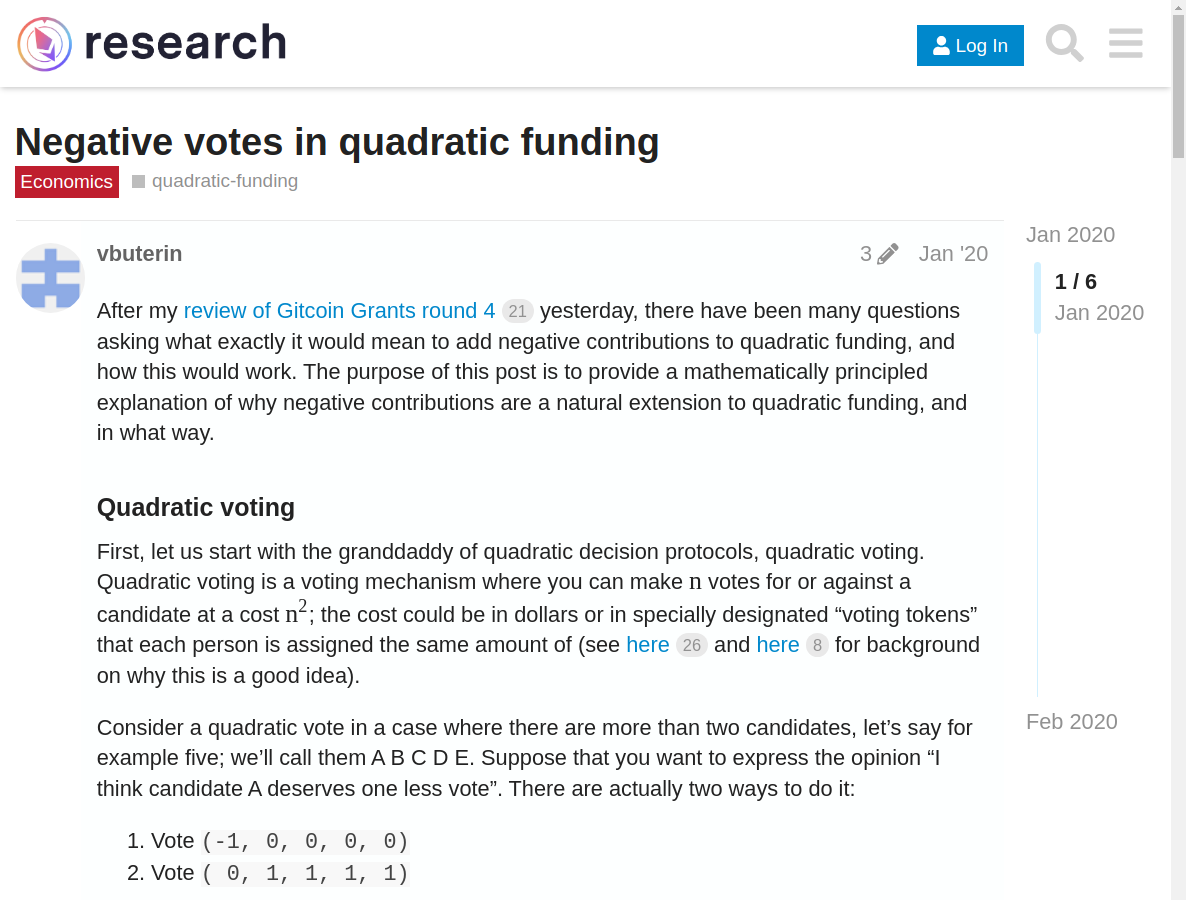 research
Log In
Negative votes in quadratic funding
Economics
quadratic-funding
vbuterin
3
Jan '20
After my review of Gitcoin Grants round 4 21 yesterday, there have been many questions
asking what exactly it would mean to add negative contributions to quadratic funding, and
how this would work. The purpose of this post is to provide a mathematically principled
explanation of why negative contributions are a natural extension to quadratic funding, and
in what way.
Quadratic voting
First, let us start with the granddaddy of quadratic decision protocols, quadratic voting.
Quadratic voting is a voting mechanism where you can make n votes for or against a
candidate at a cost n²; the cost could be in dollars or in specially designated “voting tokens”
that each person is assigned the same amount of (see here 26 and here 8 for background
on why this is a good idea).
Consider a quadratic vote in a case where there are more than two candidates, let’s say for
example five; we’ll call them A B C D E. Suppose that you want to express the opinion “I
think candidate A deserves one less vote”. There are actually two ways to do it:
1. Vote (-1, 0, 0, 0, 0)
2. Vote ( 0, 1, 1, 1, 1)
Jan 2020
1 / 6
Jan 2020
Feb 2020